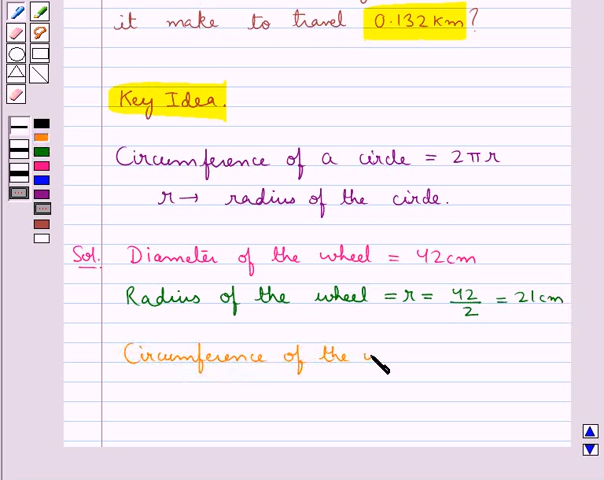 it make to travel 0.132 km?
Key Idea.
Circumference of a circle = 2πr
r → radius of the circle.
Sol. Diameter of the wheel = 42cm
Radius of the wheel = r = 42/2 = 21cm
Circumference of the